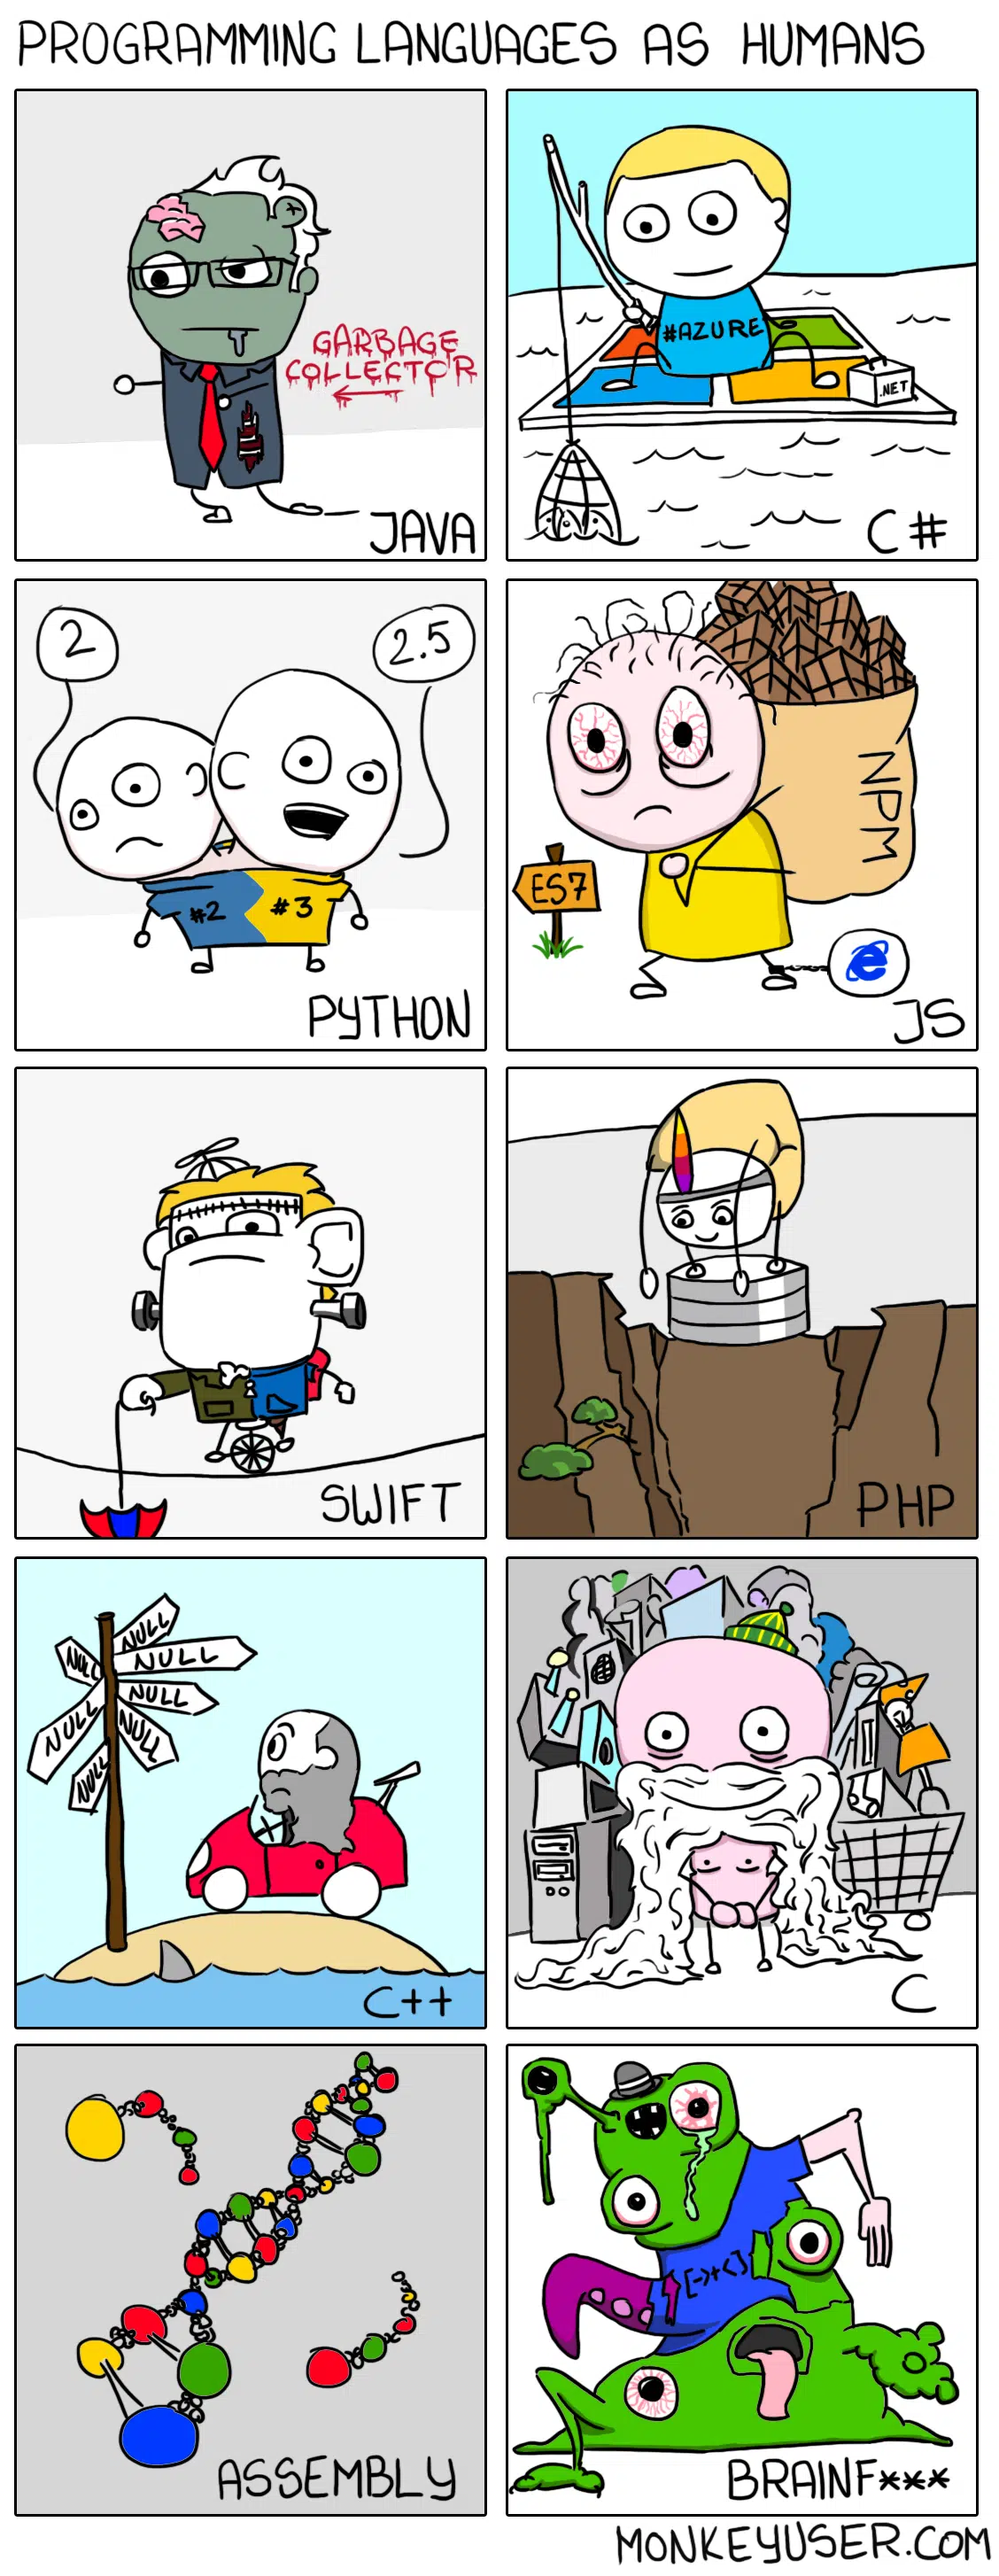 PROGRAMMING LANGUAGES AS HUMANS
GARBAGE
COLLECTOR
JAVA
#AZURE
.NET
C#
2
2.5
#2
#3
PYTHON
NPM
ES7
e
JS
SWIFT
PHP
NULL
NULL
NULL
NULL
NULL
NULL
NULL
C++
C
ASSEMBLY
[->+<]
BRAINF***
MONKEYUSER.COM